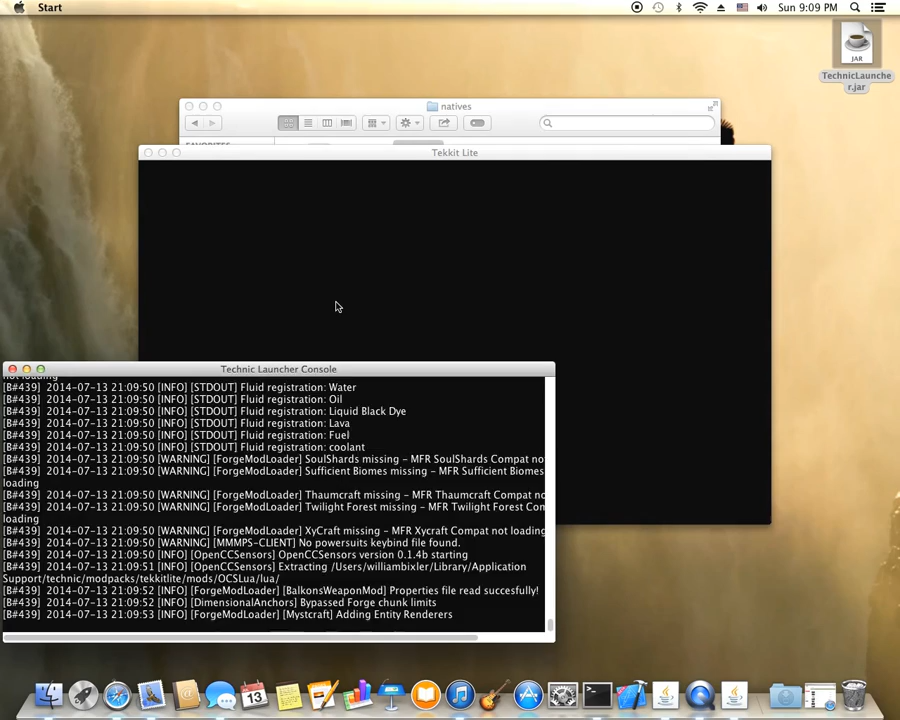 Start
Sun 9:09 PM
JAR
TechnicLaunche
r.jar
natives
Tekkit Lite
Technic Launcher Console
[B#439] 2014-07-13 21:09:50 [INFO] [STDOUT] Fluid registration: Water
[B#439] 2014-07-13 21:09:50 [INFO] [STDOUT] Fluid registration: Oil
[B#439] 2014-07-13 21:09:50 [INFO] [STDOUT] Fluid registration: Liquid Black Dye
[B#439] 2014-07-13 21:09:50 [INFO] [STDOUT] Fluid registration: Lava
[B#439] 2014-07-13 21:09:50 [INFO] [STDOUT] Fluid registration: Fuel
[B#439] 2014-07-13 21:09:50 [INFO] [STDOUT] Fluid registration: coolant
[B#439] 2014-07-13 21:09:50 [WARNING] [ForgeModLoader] SoulShards missing - MFR SoulShards Compat no
[B#439] 2014-07-13 21:09:50 [WARNING] [ForgeModLoader] Sufficient Biomes missing - MFR Sufficient Biomes
loading
[B#439] 2014-07-13 21:09:50 [WARNING] [ForgeModLoader] Thaumcraft missing - MFR Thaumcraft Compat no
[B#439] 2014-07-13 21:09:50 [WARNING] [ForgeModLoader] Twilight Forest missing - MFR Twilight Forest Com
loading
[B#439] 2014-07-13 21:09:50 [WARNING] [ForgeModLoader] XyCraft missing - MFR Xycraft Compat not loading
[B#439] 2014-07-13 21:09:50 [WARNING] [MMMPS-CLIENT] No powersuits keybind file found.
[B#439] 2014-07-13 21:09:50 [INFO] [OpenCCSensors] OpenCCSensors version 0.1.4b starting
[B#439] 2014-07-13 21:09:51 [INFO] [OpenCCSensors] Extracting /Users/williambixler/Library/Application
Support/technic/modpacks/tekkitlite/mods/OCSLua/lua/
[B#439] 2014-07-13 21:09:52 [INFO] [ForgeModLoader] [BalkonsWeaponMod] Properties file read succesfully!
[B#439] 2014-07-13 21:09:52 [INFO] [DimensionalAnchors] Bypassed Forge chunk limits
[B#439] 2014-07-13 21:09:53 [INFO] [ForgeModLoader] [Mystcraft] Adding Entity Renderers
13